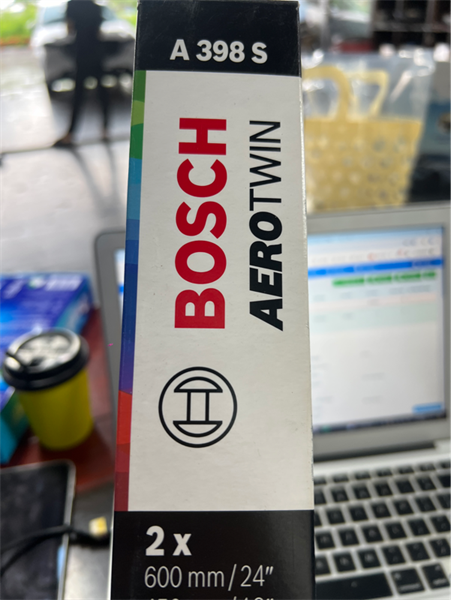 A 398 S
BOSCH
AEROTWIN
2 x
600 mm/24"